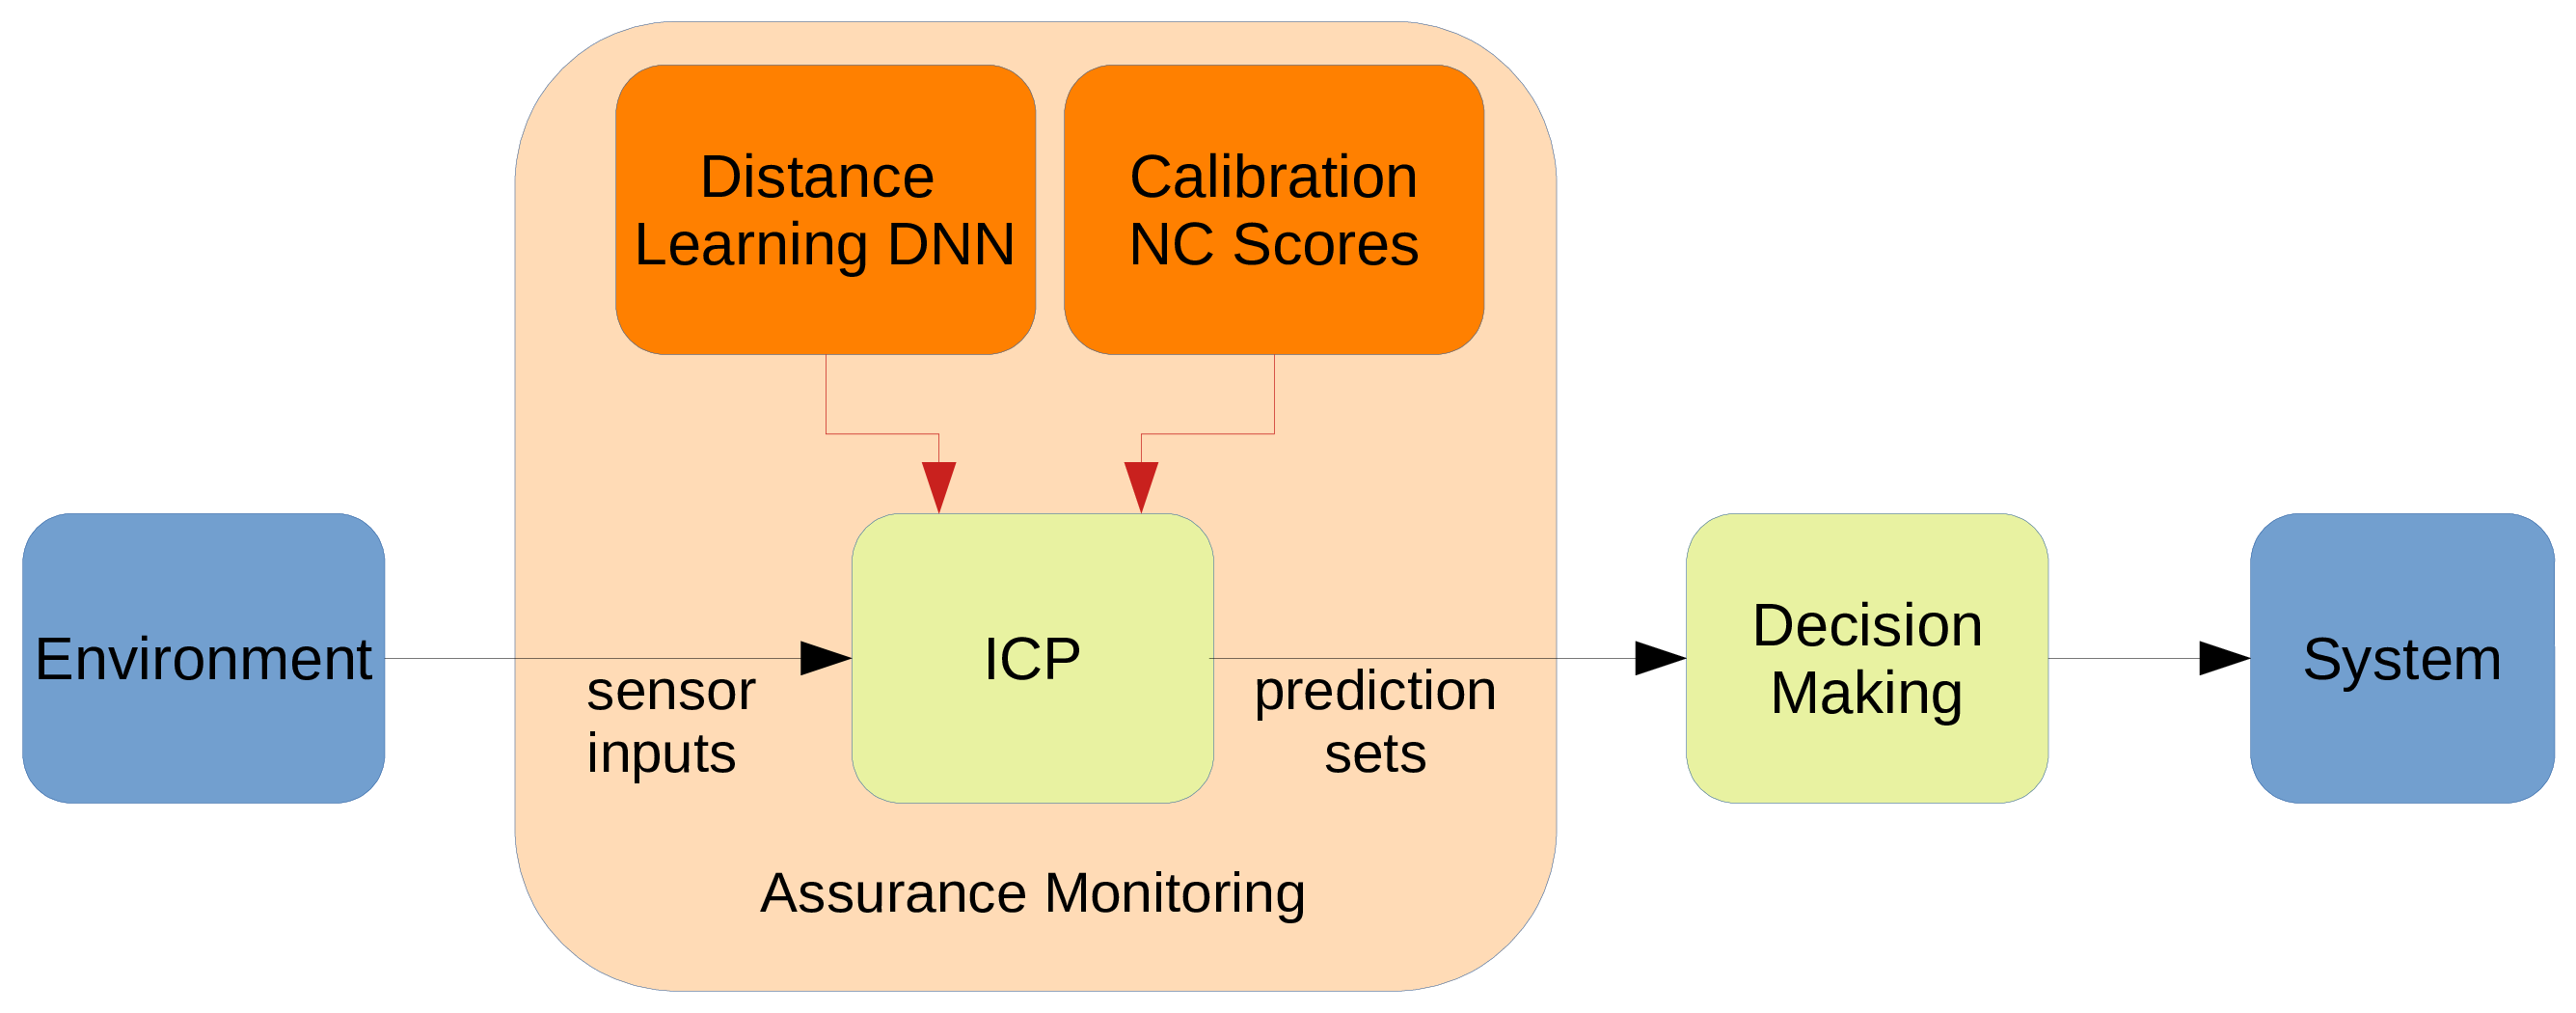 Distance
Learning DNN
Calibration
NC Scores
Environment
sensor
inputs
ICP
prediction
sets
Decision
Making
System
Assurance Monitoring